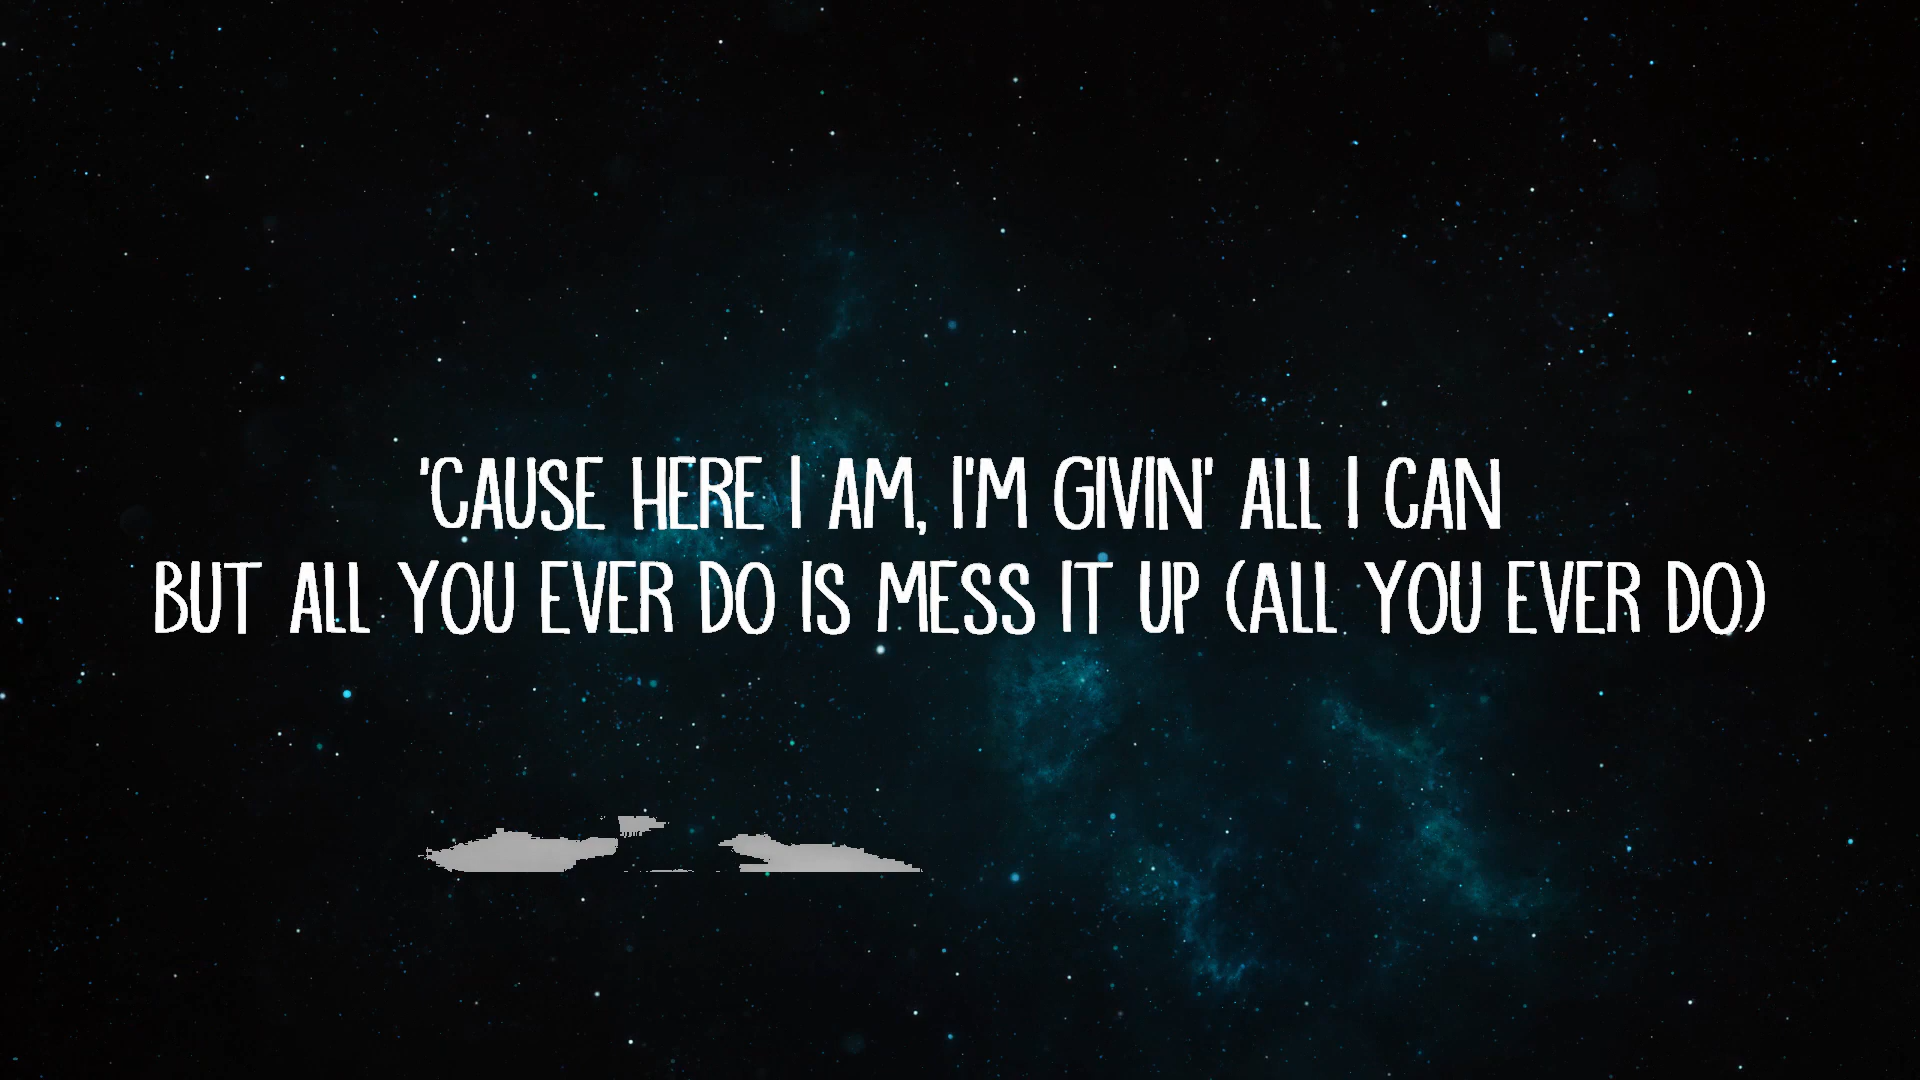 'CAUSE HERE I AM, I'M GIVIN' ALL I CAN
BUT ALL YOU EVER DO IS MESS IT UP (ALL YOU EVER DO)